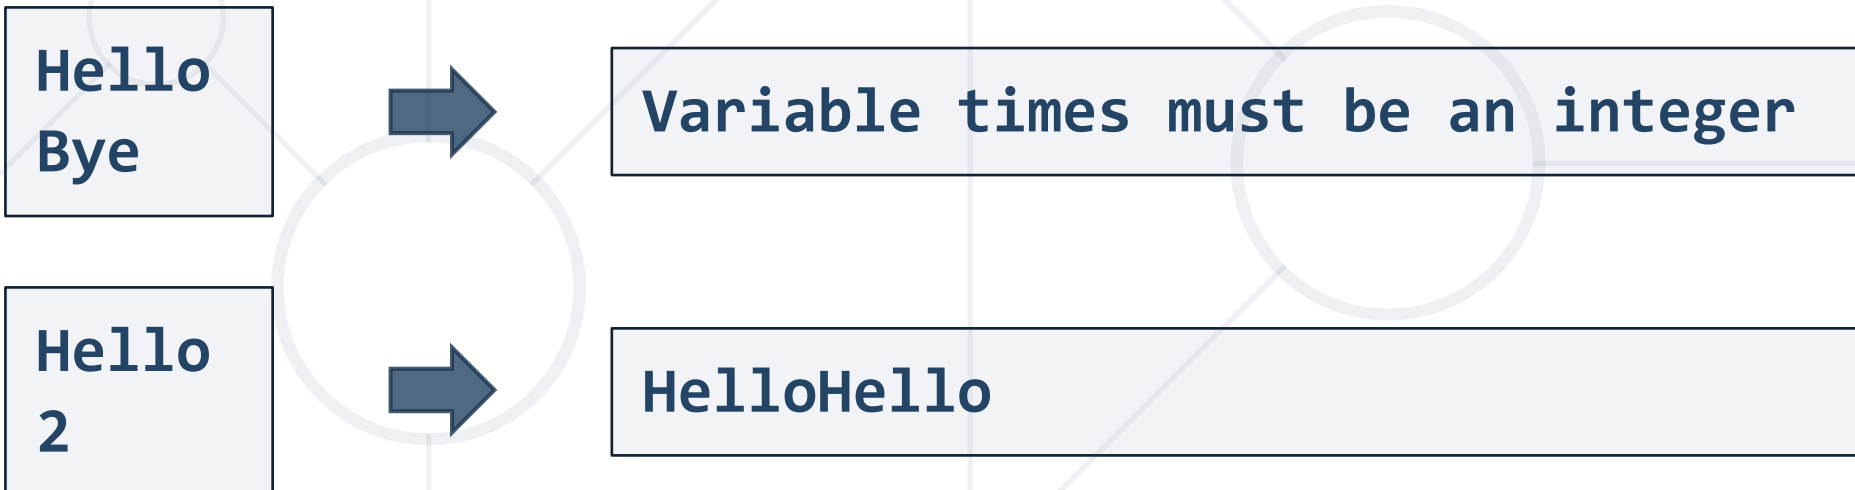 Hello
Bye
Variable times must be an integer
Hello
2
HelloHello